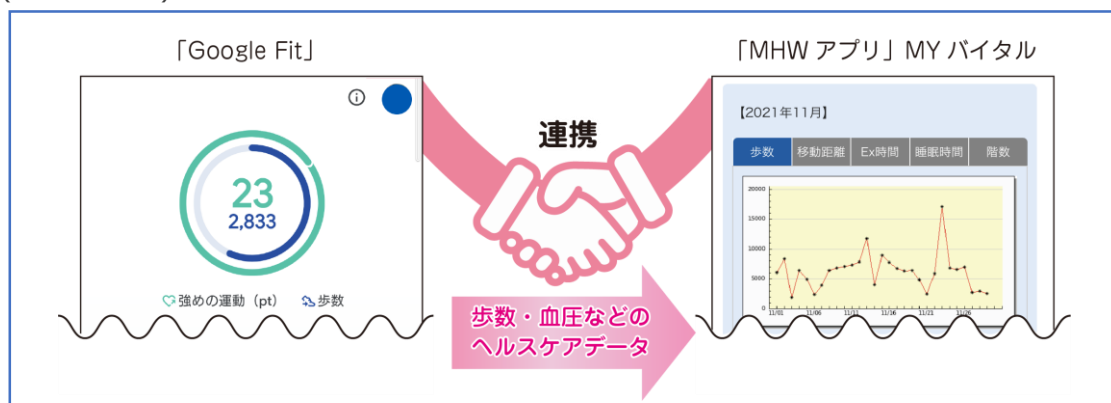 「Google Fit」
23
2,833
強めの運動（pt） 歩数
連携
歩数・血圧などの
ヘルスケアデータ
「MHW アプリ」MY バイタル
【2021年11月】
歩数 移動距離 Ex時間 睡眠時間 階数
20000
15000
10000
5000
0
11/01 11/06 11/11 11/16 11/21 11/26